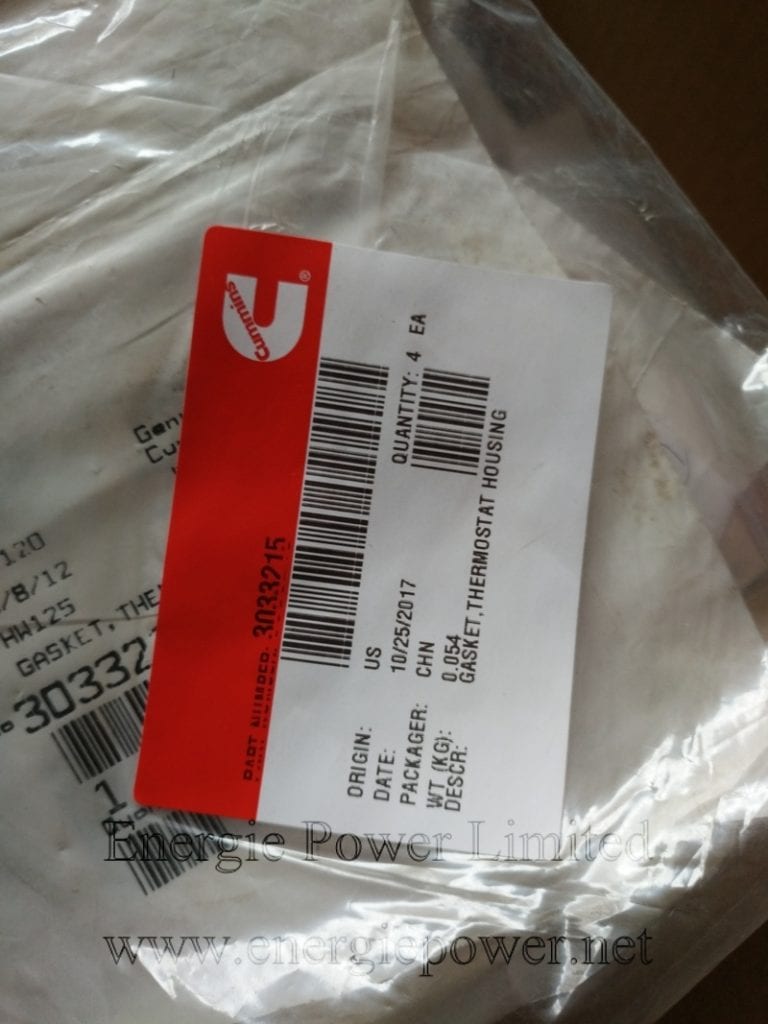 Cummins
®
PART NUMBER: 3033215
ORIGIN: US
DATE: 10/25/2017
PACKAGER: CHN
WT (KG): 0.054
DESCR: GASKET,THERMOSTAT HOUSING
QUANTITY: 4 EA
120
/8/12
HW125
GASKET, THE
30332
1
Energie Power Limited
www.energiepower.net